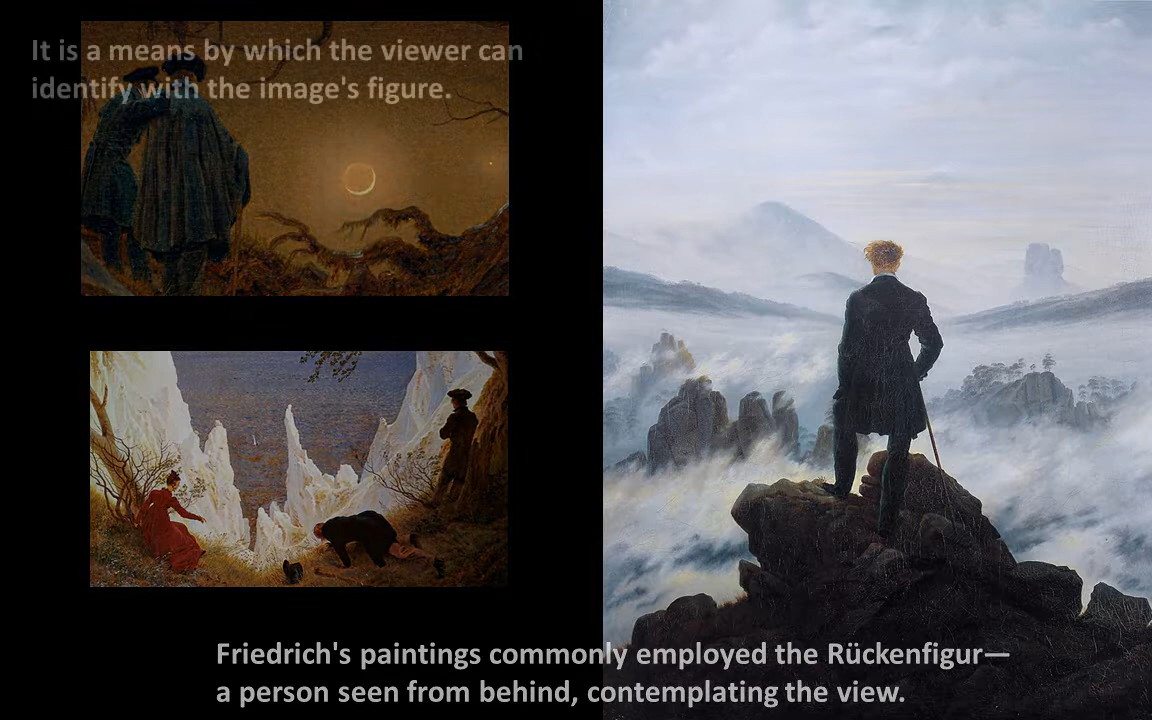 It is a means by which the viewer can
identify with the image's figure.
Friedrich's paintings commonly employed the Rückenfigur—
a person seen from behind, contemplating the view.